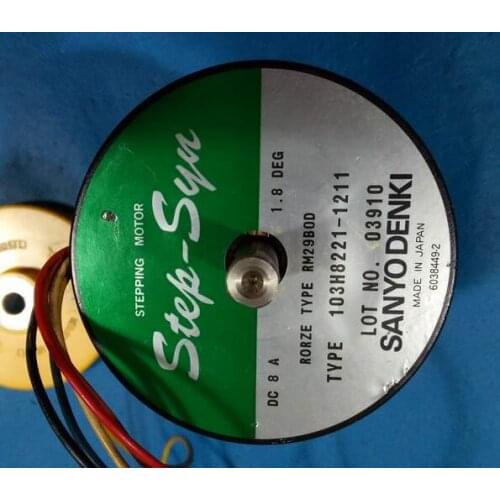 STEPPING MOTOR
Step-Syn
DC 8 A 1.8 DEG
RORZE TYPE RM29B0D
TYPE 103H8221-1211
LOT NO. 03910
SANYO DENKI
MADE IN JAPAN
6038449-2